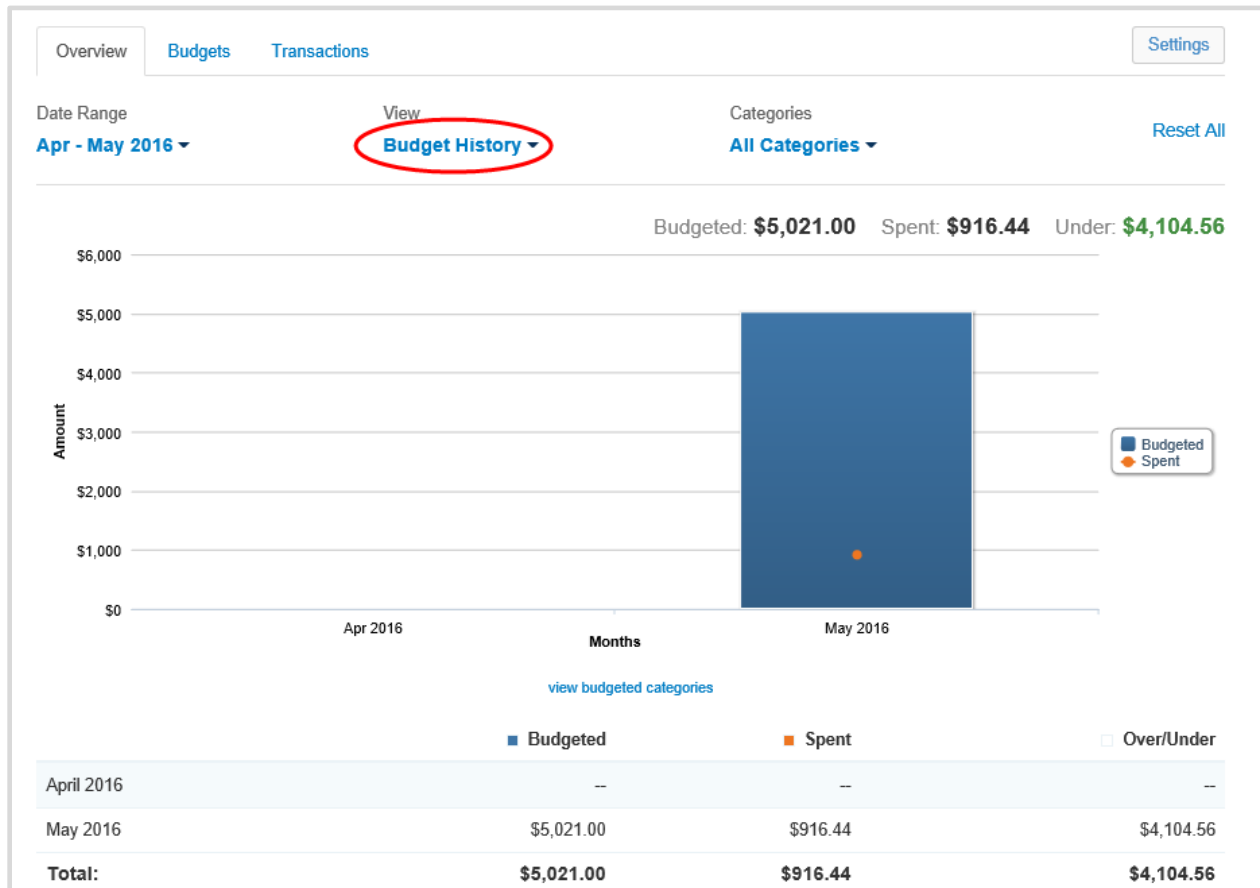 Overview Budgets Transactions Settings
Date Range View Categories
Apr - May 2016 Budget History All Categories Reset All
Budgeted: $5,021.00 Spent: $916.44 Under: $4,104.56
$6,000
$5,000
$4,000
$3,000
$2,000
$1,000
$0
Amount
Budgeted
Spent
Apr 2016 May 2016
Months
view budgeted categories
Budgeted Spent Over/Under
April 2016 -- -- --
May 2016 $5,021.00 $916.44 $4,104.56
Total: $5,021.00 $916.44 $4,104.56